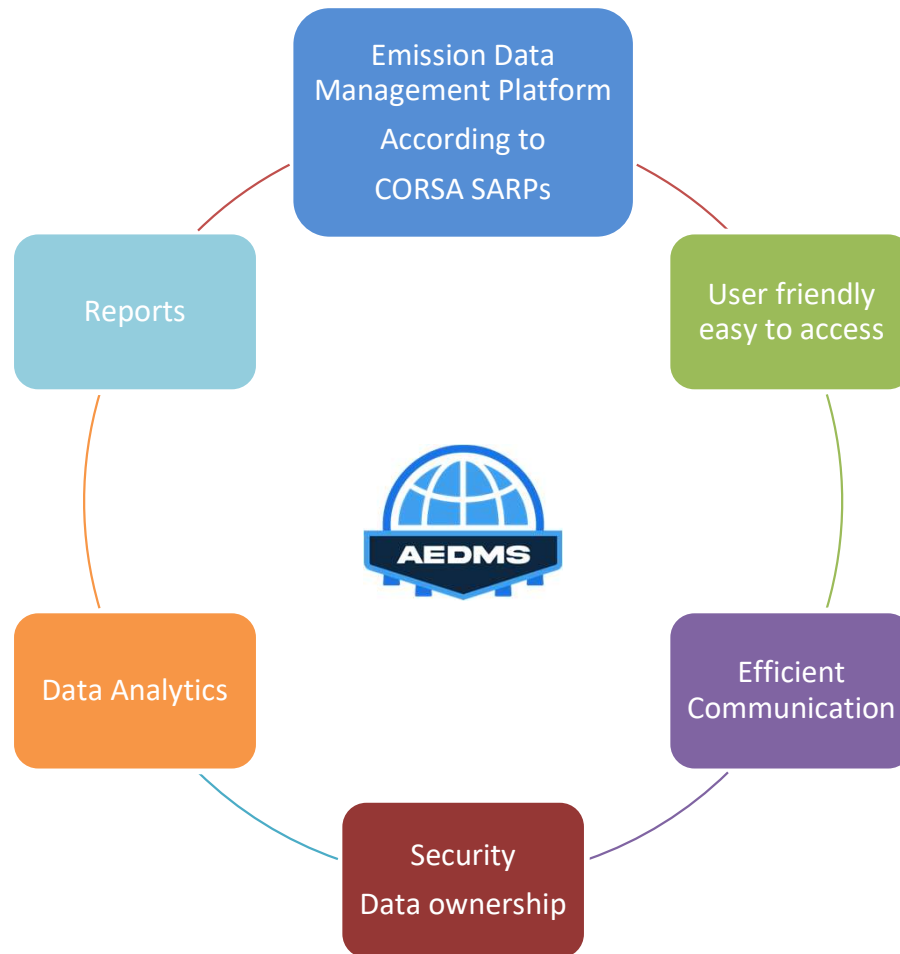 Emission Data
Management Platform
According to
CORSA SARPs
User friendly
easy to access
Efficient
Communication
Security
Data ownership
Data Analytics
Reports
AEDMS